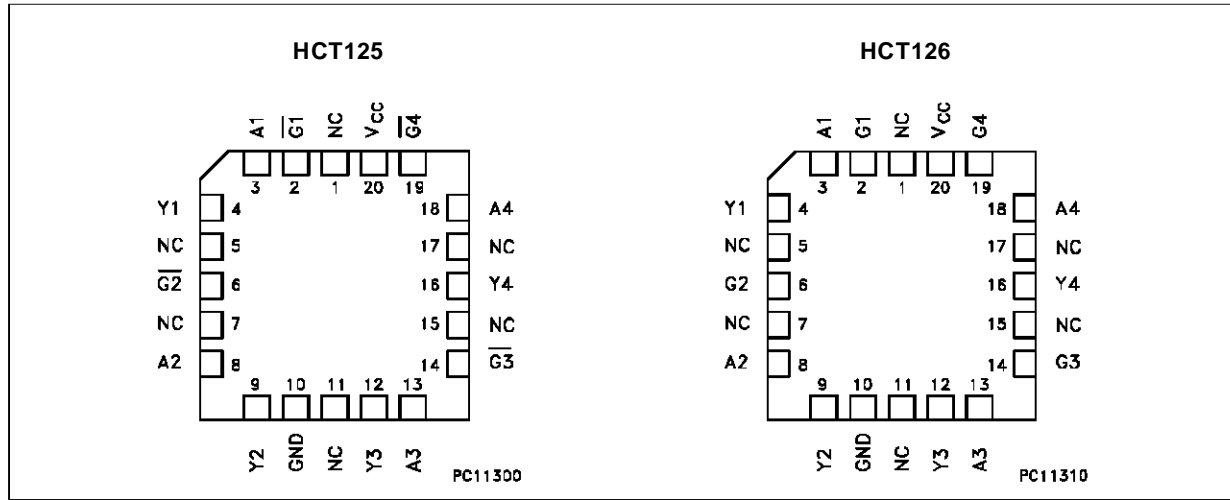 HCT125
HCT126
A1 G̅1̅ NC VCC G̅4̅
3 2 1 20 19
Y1 4 18 A4
NC 5 17 NC
G̅2̅ 6 16 Y4
NC 7 15 NC
A2 8 14 G̅3̅
9 10 11 12 13
Y2 GND NC Y3 A3
PC11300
A1 G1 NC VCC G4
3 2 1 20 19
Y1 4 18 A4
NC 5 17 NC
G2 6 16 Y4
NC 7 15 NC
A2 8 14 G3
9 10 11 12 13
Y2 GND NC Y3 A3
PC11310